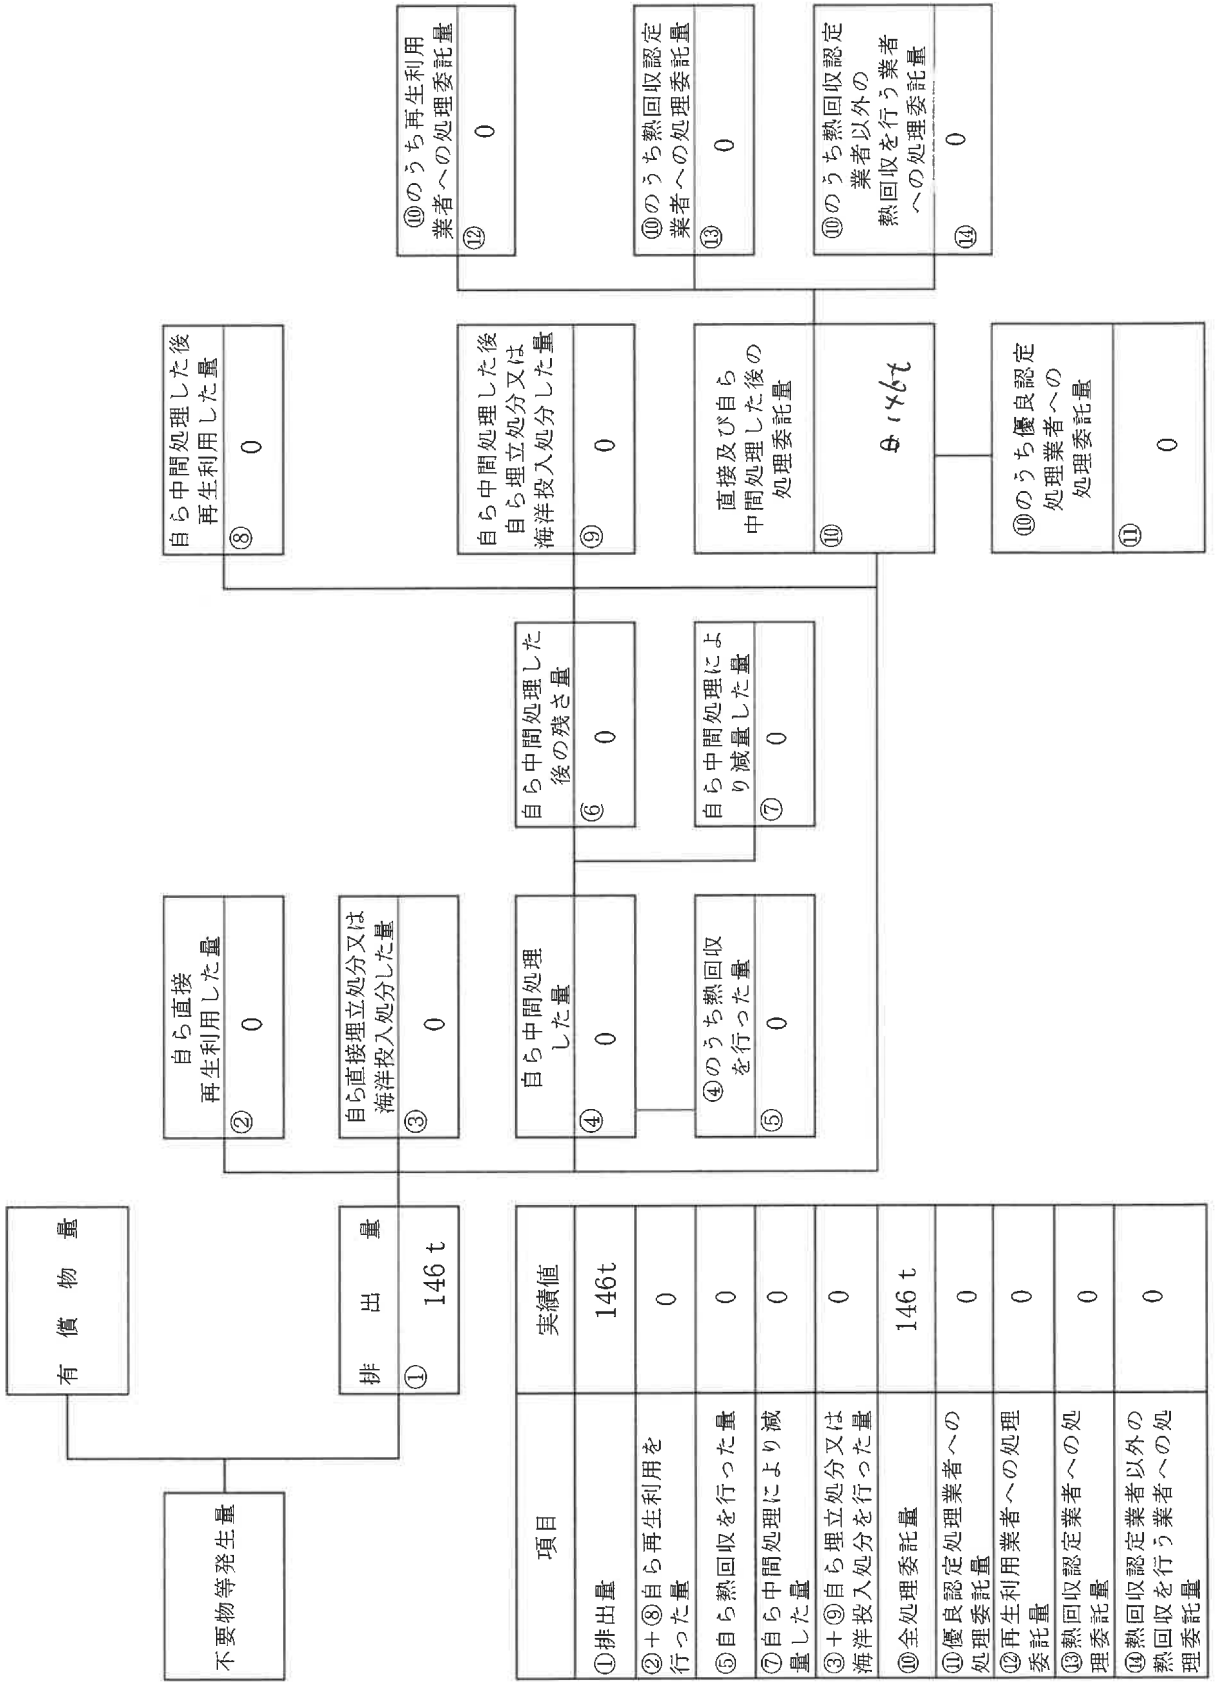 不要物等発生量
有償物量
排出量
①
146 t
自ら直接
再生利用した量
②
0
自ら直接埋立処分又は
海洋投入処分した量
③
0
自ら中間処理
した量
④
0
④のうち熱回収
を行った量
⑤
0
自ら中間処理した
後の残さ量
⑥
0
自ら中間処理によ
り減量した量
⑦
0
自ら中間処理した後
再生利用した量
⑧
0
自ら中間処理した後
自ら埋立処分又は
海洋投入処分した量
⑨
0
直接及び自ら
中間処理した後の
処理委託量
⑩
0 146t
⑩のうち優良認定
処理業者への
処理委託量
⑪
0
⑩のうち再生利用
業者への処理委託量
⑫
0
⑩のうち熱回収認定
業者への処理委託量
⑬
0
⑩のうち熱回収認定
業者以外の
熱回収を行う業者
への処理委託量
⑭
0
項目 実績値
①排出量 146t
②+⑧自ら再生利用を
行った量 0
⑤自ら熱回収を行った量 0
⑦自ら中間処理により減
量した量 0
③+⑨自ら埋立処分又は
海洋投入処分を行った量 0
⑩全処理委託量 146 t
⑪優良認定処理業者への
処理委託量 0
⑫再生利用業者への処理
委託量 0
⑬熱回収認定業者への処
理委託量 0
⑭熱回収認定業者以外の
熱回収を行う業者への処
理委託量 0